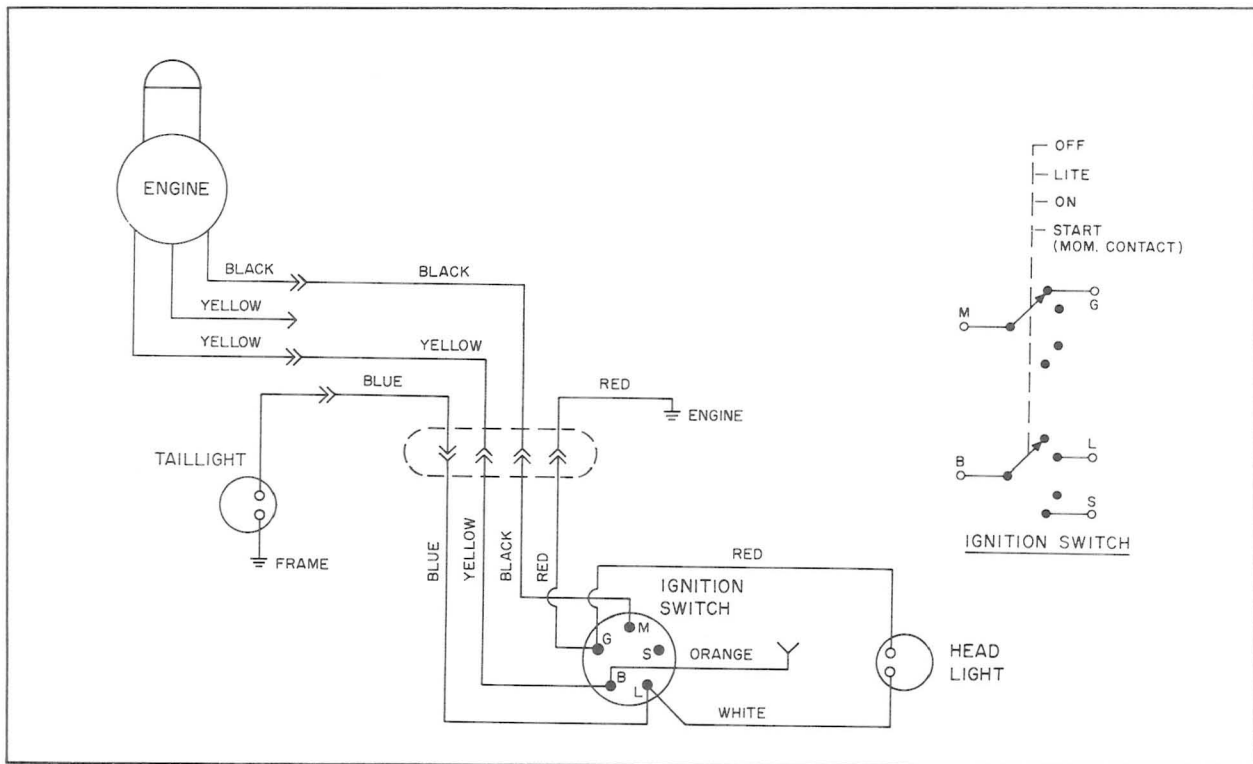 ENGINE
BLACK
BLACK
YELLOW
YELLOW
YELLOW
BLUE
RED
ENGINE
TAILLIGHT
FRAME
BLUE
YELLOW
BLACK
RED
RED
IGNITION
SWITCH
M
G
S
B
L
ORANGE
WHITE
HEAD
LIGHT
OFF
LITE
ON
START
(MOM. CONTACT)
M
G
B
L
S
IGNITION SWITCH